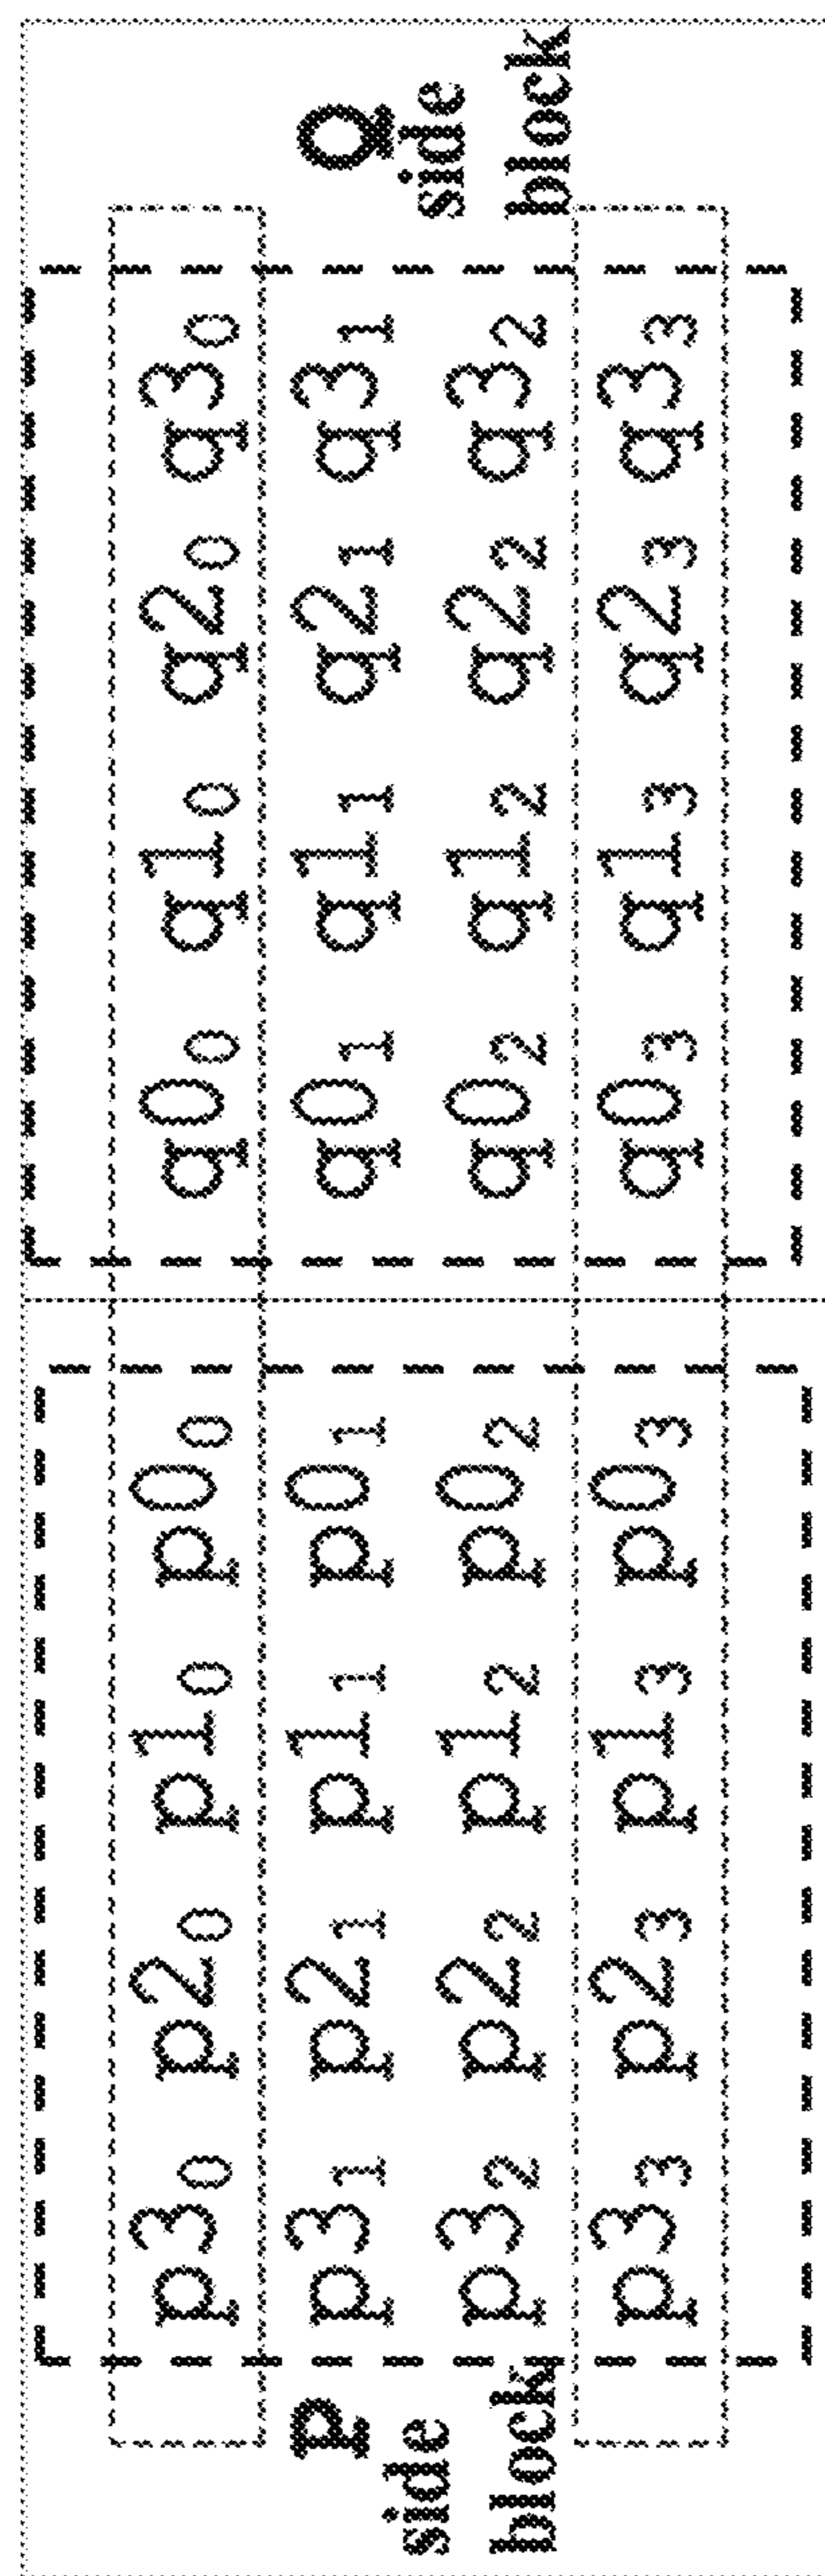 p3₀ p2₀ p1₀ p0₀ q0₀ q1₀ q2₀ q3₀
p3₁ p2₁ p1₁ p0₁ q0₁ q1₁ q2₁ q3₁
p3₂ p2₂ p1₂ p0₂ q0₂ q1₂ q2₂ q3₂
p3₃ p2₃ p1₃ p0₃ q0₃ q1₃ q2₃ q3₃
P
side
block
Q
side
block